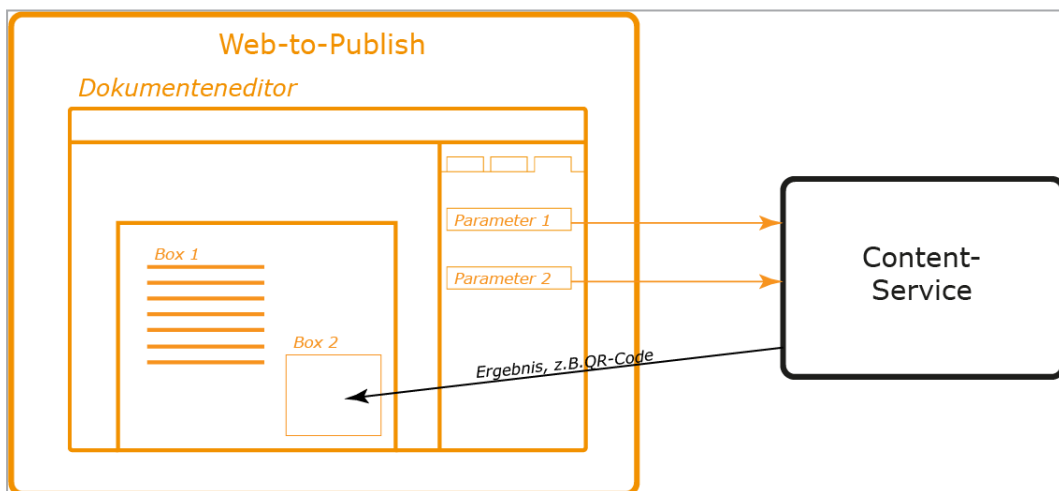 Web-to-Publish
Dokumenteneditor
Parameter 1
Box 1
Parameter 2
Content-
Service
Box 2
Ergebnis, z.B.QR-Code